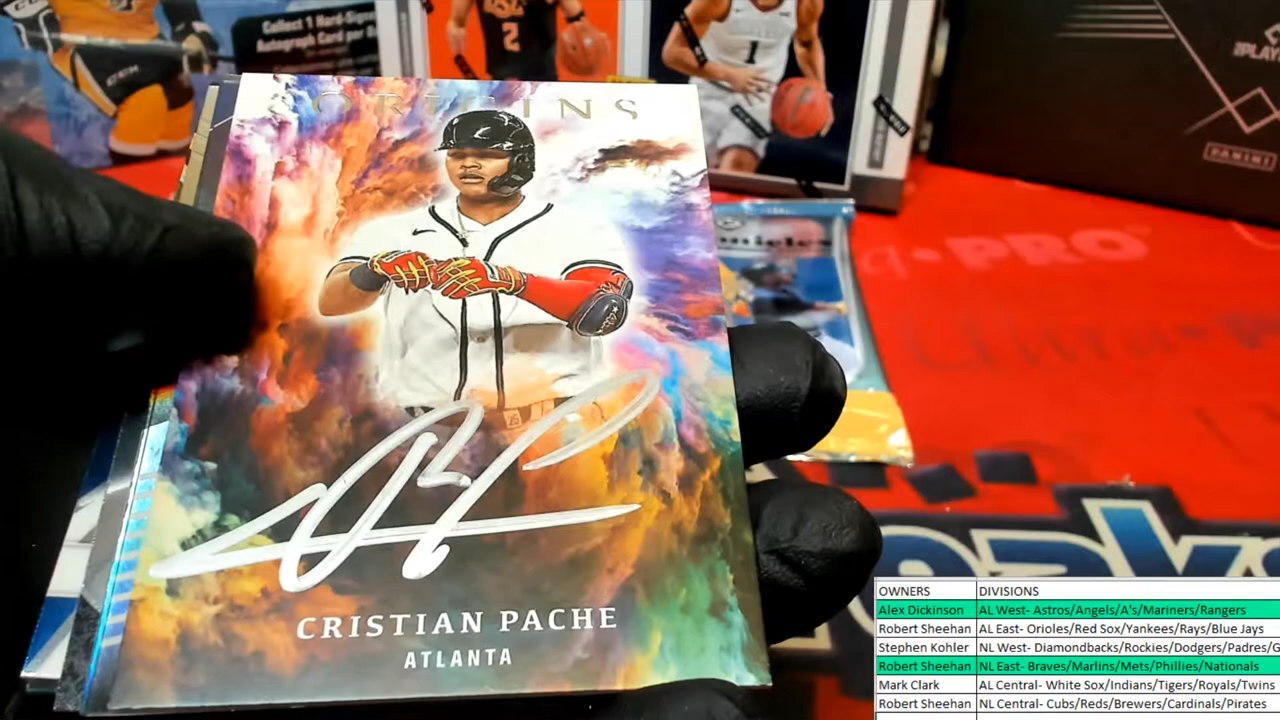 Collect 1 Hard-Signed
Autograph Card per
2
1
PANINI
ORIGINS
PRO
CRISTIAN PACHE
ATLANTA
OWNERS DIVISIONS
Alex Dickinson AL West- Astros/Angels/A's/Mariners/Rangers
Robert Sheehan AL East- Orioles/Red Sox/Yankees/Rays/Blue Jays
Stephen Kohler NL West- Diamondbacks/Rockies/Dodgers/Padres/G
Robert Sheehan NL East- Braves/Marlins/Mets/Phillies/Nationals
Mark Clark AL Central- White Sox/Indians/Tigers/Royals/Twins
Robert Sheehan NL Central- Cubs/Reds/Brewers/Cardinals/Pirates